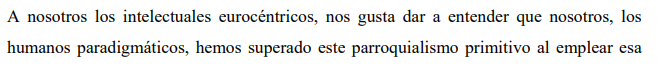 A nosotros los intelectuales eurocéntricos, nos gusta dar a entender que nosotros, los
humanos paradigmáticos, hemos superado este parroquialismo primitivo al emplear esa